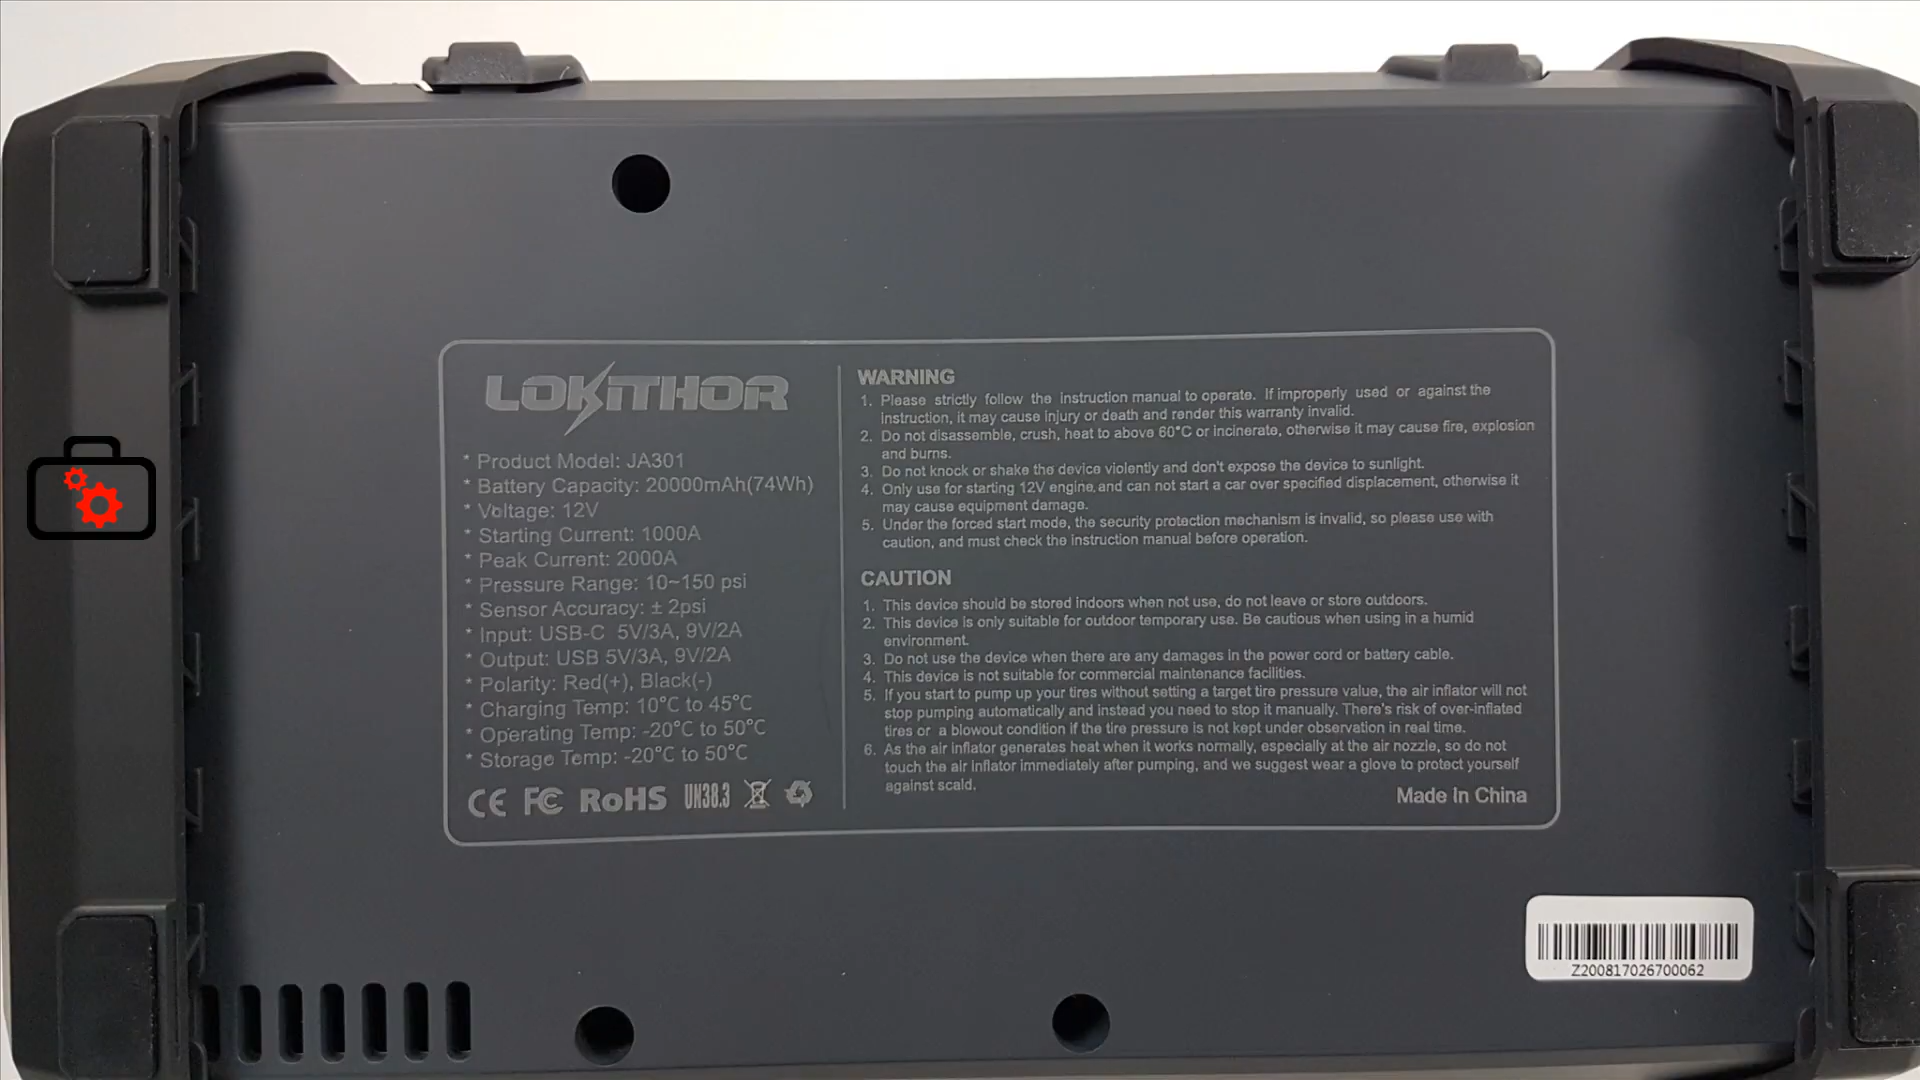 LOKITHOR
* Product Model: JA301
* Battery Capacity: 20000mAh(74Wh)
* Voltage: 12V
* Starting Current: 1000A
* Peak Current: 2000A
* Pressure Range: 10~150 psi
* Sensor Accuracy: ± 2psi
* Input: USB-C 5V/3A, 9V/2A
* Output: USB 5V/3A, 9V/2A
* Polarity: Red(+), Black(-)
* Charging Temp: 10°C to 45°C
* Operating Temp: -20°C to 50°C
* Storage Temp: -20°C to 50°C
CE FC RoHS UN38.3
WARNING
1. Please strictly follow the instruction manual to operate. If improperly used or against the
instruction, it may cause injury or death and render this warranty invalid.
2. Do not disassemble, crush, heat to above 60°C or incinerate, otherwise it may cause fire, explosion
and burns.
3. Do not knock or shake the device violently and don't expose the device to sunlight.
4. Only use for starting 12V engine,and can not start a car over specified displacement, otherwise it
may cause equipment damage.
5. Under the forced start mode, the security protection mechanism is invalid, so please use with
caution, and must check the instruction manual before operation.
CAUTION
1. This device should be stored indoors when not use, do not leave or store outdoors.
2. This device is only suitable for outdoor temporary use. Be cautious when using in a humid
environment.
3. Do not use the device when there are any damages in the power cord or battery cable.
4. This device is not suitable for commercial maintenance facilities.
5. If you start to pump up your tires without setting a target tire pressure value, the air inflator will not
stop pumping automatically and instead you need to stop it manually. There's risk of over-inflated
tires or a blowout condition if the tire pressure is not kept under observation in real time.
6. As the air inflator generates heat when it works normally, especially at the air nozzle, so do not
touch the air inflator immediately after pumping, and we suggest wear a glove to protect yourself
against scald.
Made In China
Z200817026700062